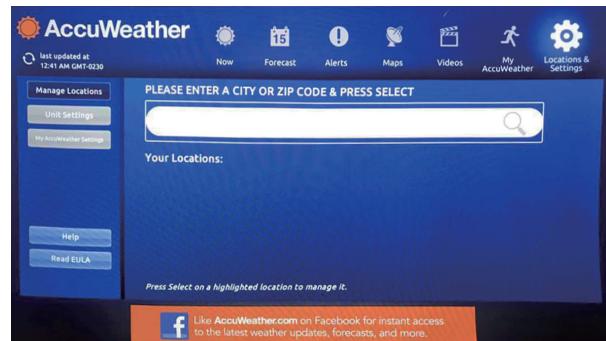 AccuWeather
last updated at
12:41 AM GMT-0230
Now
15
Forecast
Alerts
Maps
Videos
My
AccuWeather
Locations &
Settings
Manage Locations
Unit Settings
My AccuWeather Settings
Help
Read EULA
PLEASE ENTER A CITY OR ZIP CODE & PRESS SELECT
Your Locations:
Press Select on a highlighted location to manage it.
f
Like AccuWeather.com on Facebook for instant access
to the latest weather updates, forecasts, and more.